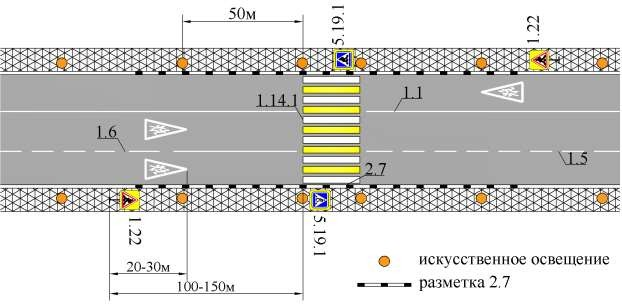 50м
5.19.1
1.22
1.14.1
1.1
1.6
1.5
2.7
1.22
5.19.1
20-30м
100-150м
искусственное освещение
разметка 2.7